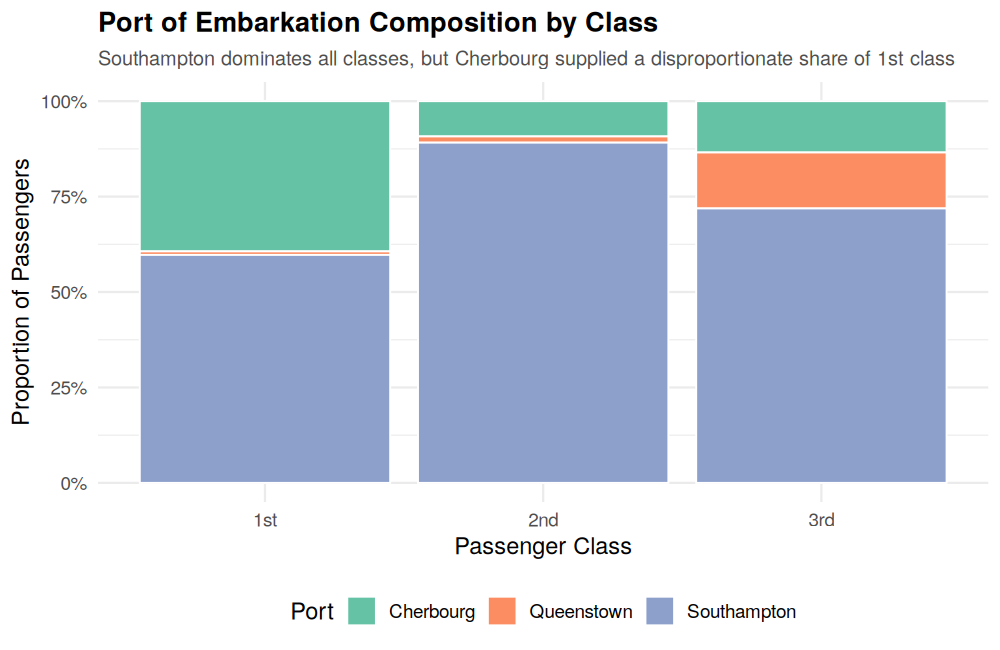 Port of Embarkation Composition by Class
Southampton dominates all classes, but Cherbourg supplied a disproportionate share of 1st class
Proportion of Passengers
100%
75%
50%
25%
0%
1st 2nd 3rd
Passenger Class
Port Cherbourg Queenstown Southampton